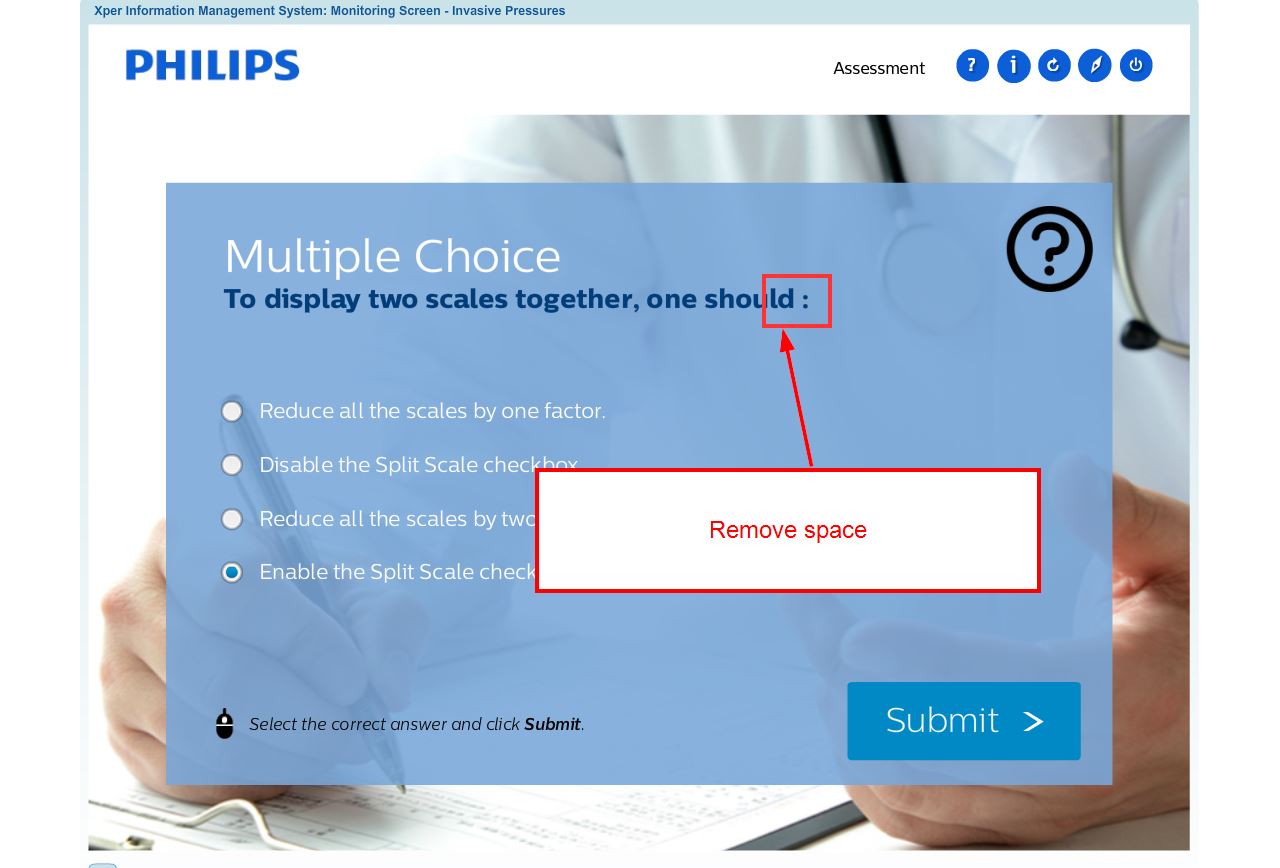 Xper Information Management System: Monitoring Screen - Invasive Pressures
PHILIPS
Assessment
Multiple Choice
To display two scales together, one should :
Reduce all the scales by one factor.
Disable the Split Scale checkbox
Reduce all the scales by two
Remove space
Enable the Split Scale check
Select the correct answer and click Submit.
Submit >